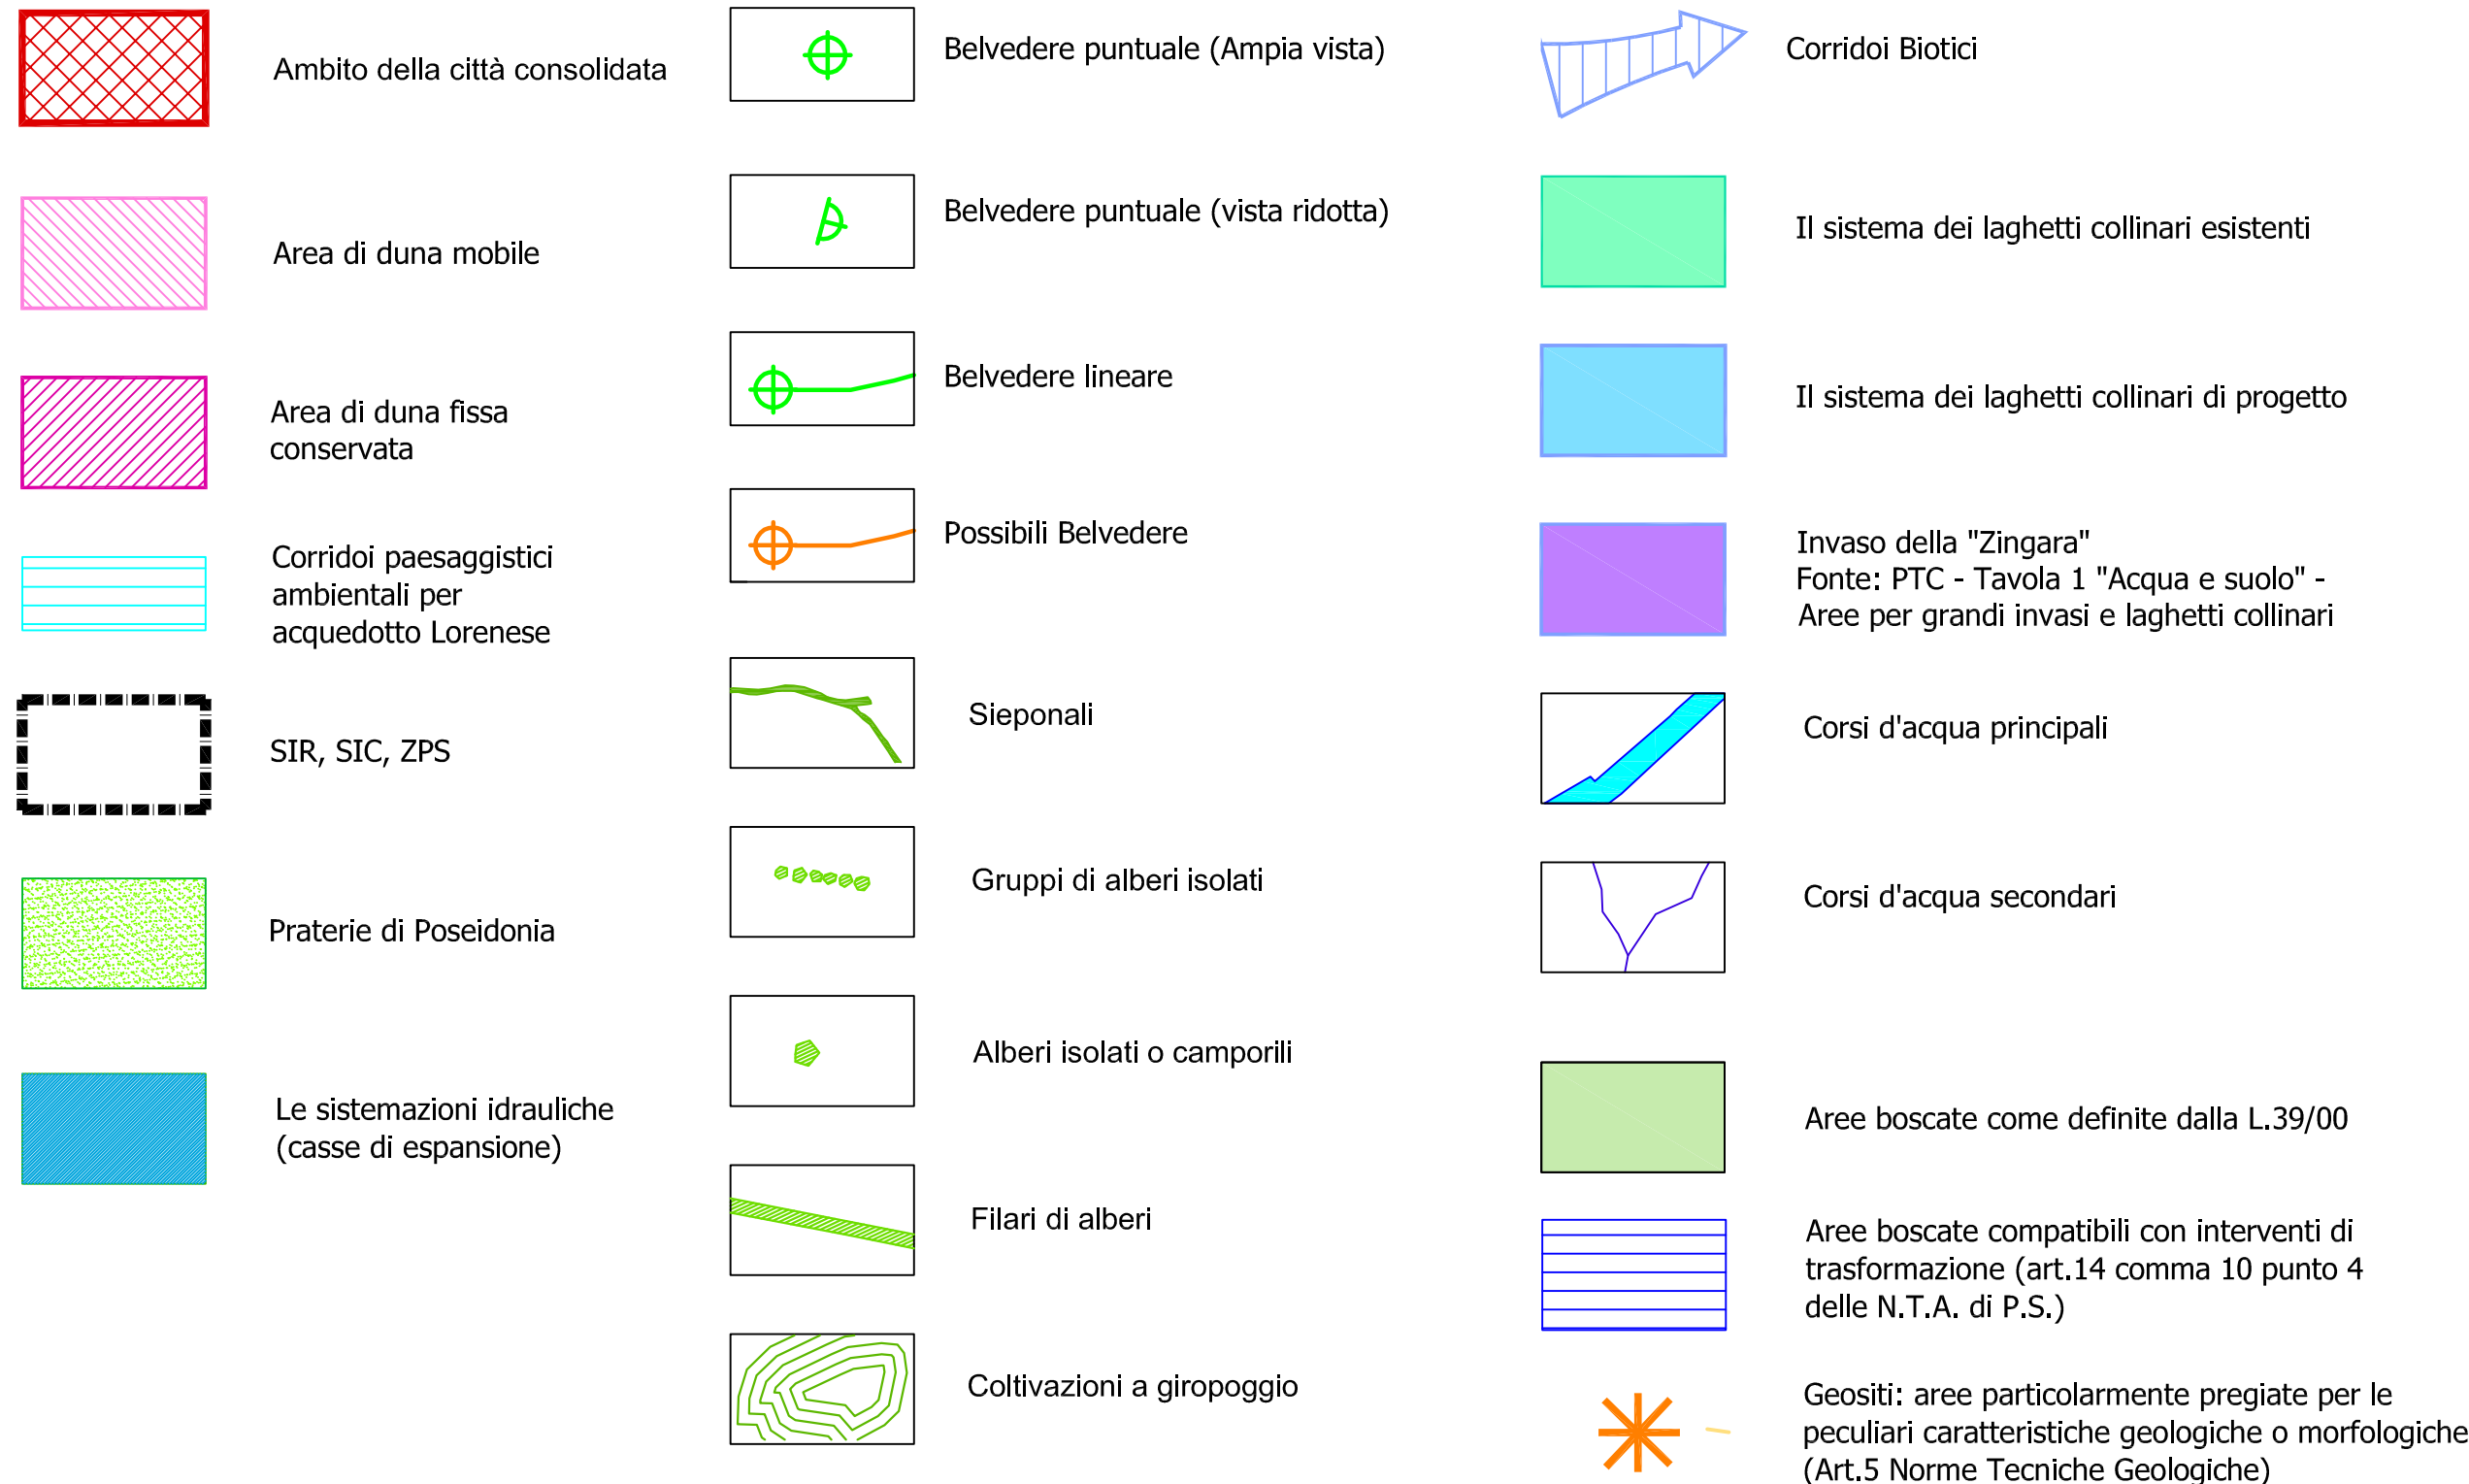 Ambito della città consolidata
Area di duna mobile
Area di duna fissa
conservata
Corridoi paesaggistici
ambientali per
acquedotto Lorenese
SIR, SIC, ZPS
Praterie di Poseidonia
Le sistemazioni idrauliche
(casse di espansione)
Belvedere puntuale (Ampia vista)
Belvedere puntuale (vista ridotta)
Belvedere lineare
Possibili Belvedere
Sieponali
Gruppi di alberi isolati
Alberi isolati o camporili
Filari di alberi
Coltivazioni a giropoggio
Corridoi Biotici
Il sistema dei laghetti collinari esistenti
Il sistema dei laghetti collinari di progetto
Invaso della "Zingara"
Fonte: PTC - Tavola 1 "Acqua e suolo" -
Aree per grandi invasi e laghetti collinari
Corsi d'acqua principali
Corsi d'acqua secondari
Aree boscate come definite dalla L.39/00
Aree boscate compatibili con interventi di
trasformazione (art.14 comma 10 punto 4
delle N.T.A. di P.S.)
Geositi: aree particolarmente pregiate per le
peculiari caratteristiche geologiche o morfologiche
(Art.5 Norme Tecniche Geologiche)